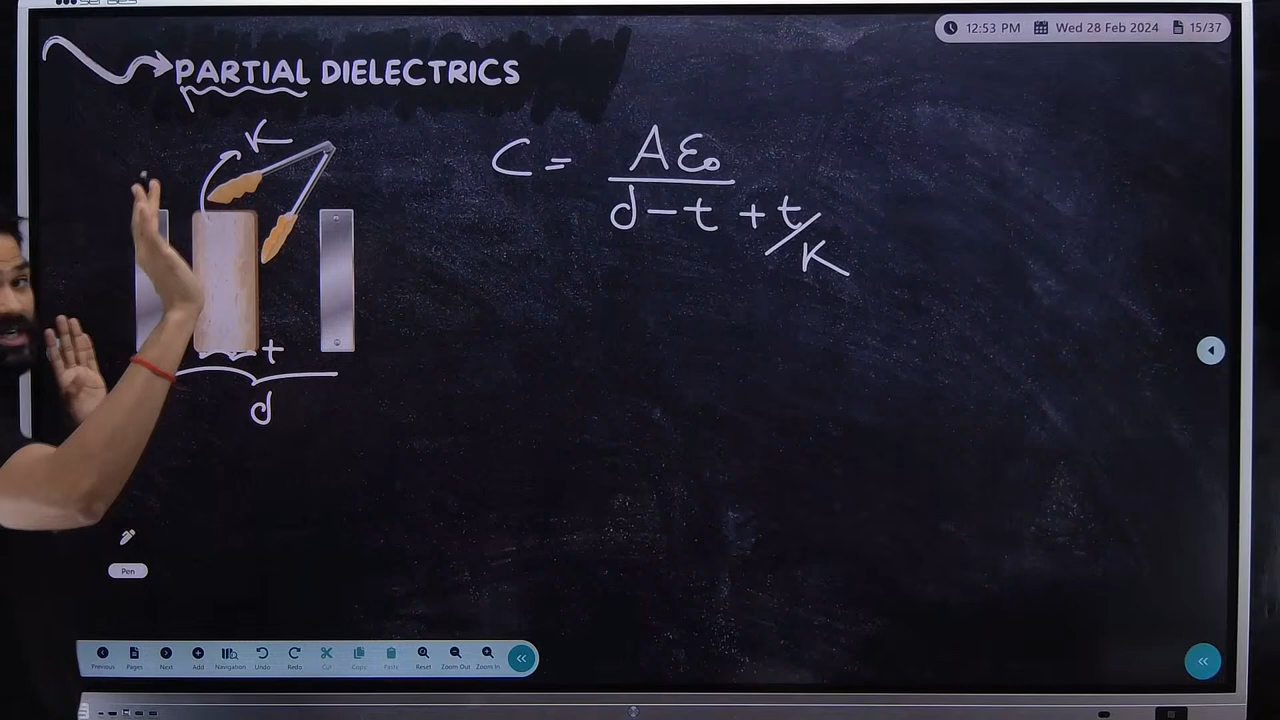 12:53 PM Wed 28 Feb 2024 15/37
PARTIAL DIELECTRICS
K
C = Aε₀
d - t + t/K
t
d
Pen
Previous Pages Next Add Navigation Undo Redo Cut Copy Paste Reset Zoom Out Zoom In